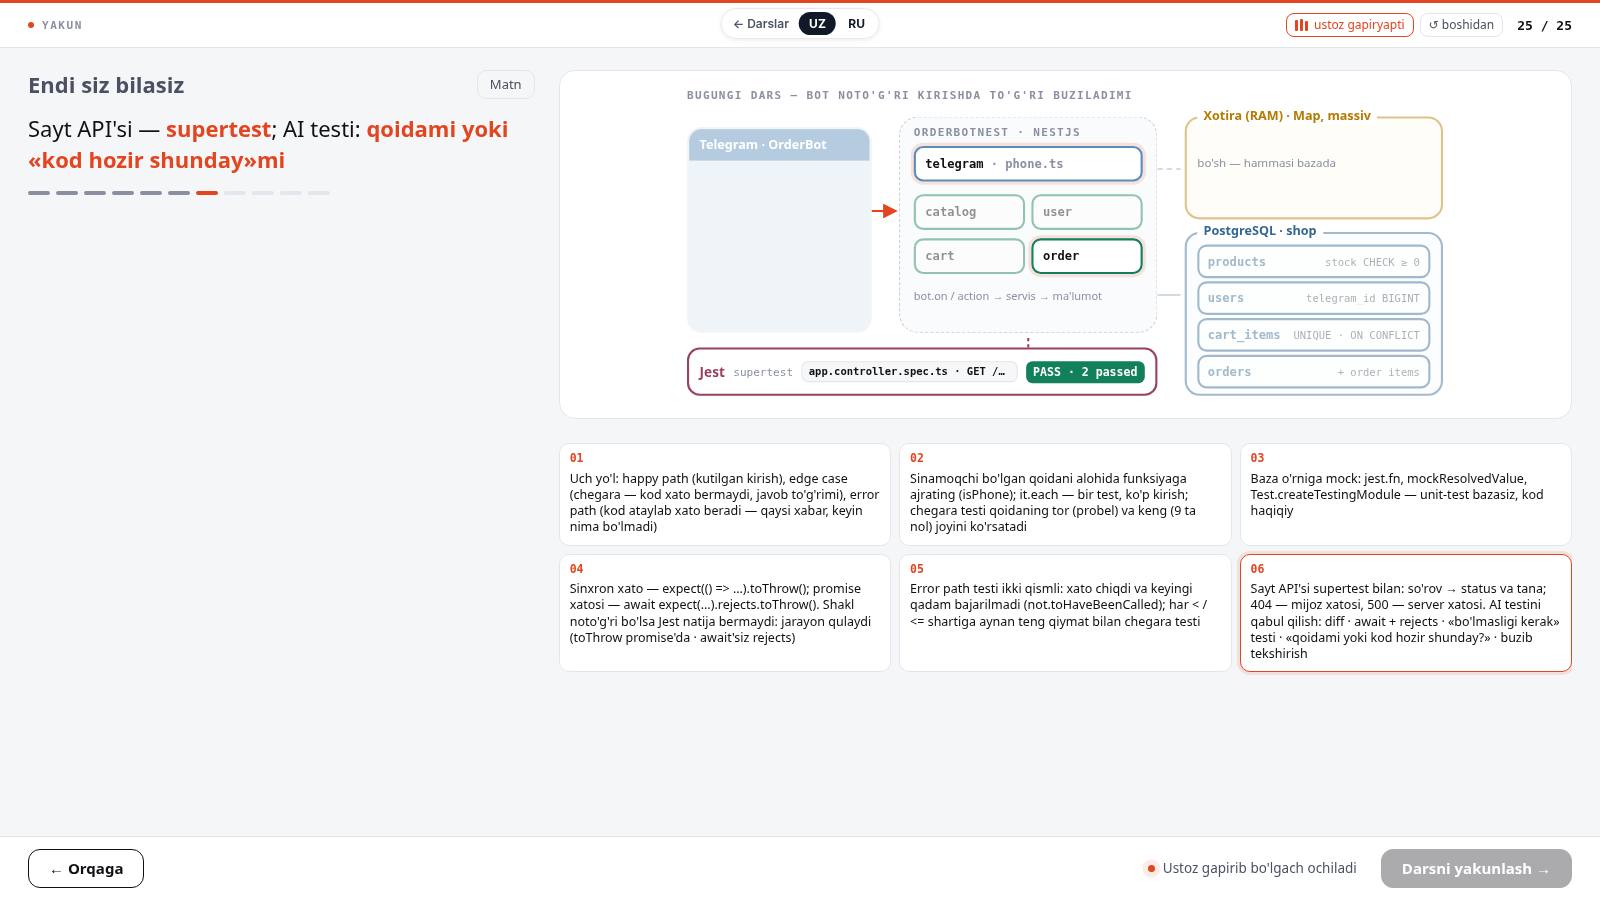 YAKUN
← Darslar UZ RU
ustoz gapiryapti
↺ boshidan
25 / 25
Endi siz bilasiz
Matn
Sayt API'si — supertest; AI testi: qoidami yoki
«kod hozir shunday»mi
BUGUNGI DARS — BOT NOTO'G'RI KIRISHDA TO'G'RI BUZILADIMI
Telegram · OrderBot
ORDERBOTNEST · NESTJS
telegram · phone.ts
catalog
user
cart
order
bot.on / action → servis → ma'lumot
Xotira (RAM) · Map, massiv
bo'sh — hammasi bazada
PostgreSQL · shop
products stock CHECK ≥ 0
users telegram_id BIGINT
cart_items UNIQUE · ON CONFLICT
orders + order items
Jest supertest app.controller.spec.ts · GET /… PASS · 2 passed
01
Uch yo'l: happy path (kutilgan kirish), edge case
(chegara — kod xato bermaydi, javob to'g'rimi), error
path (kod ataylab xato beradi — qaysi xabar, keyin
nima bo'lmadi)
02
Sinamoqchi bo'lgan qoidani alohida funksiyaga
ajrating (isPhone); it.each — bir test, ko'p kirish;
chegara testi qoidaning tor (probel) va keng (9 ta
nol) joyini ko'rsatadi
03
Baza o'rniga mock: jest.fn, mockResolvedValue,
Test.createTestingModule — unit-test bazasiz, kod
haqiqiy
04
Sinxron xato — expect(() => …).toThrow(); promise
xatosi — await expect(…).rejects.toThrow(). Shakl
noto'g'ri bo'lsa Jest natija bermaydi: jarayon qulaydi
(toThrow promise'da · await'siz rejects)
05
Error path testi ikki qismli: xato chiqdi va keyingi
qadam bajarilmadi (not.toHaveBeenCalled); har < /
<= shartiga aynan teng qiymat bilan chegara testi
06
Sayt API'si supertest bilan: so'rov → status va tana;
404 — mijoz xatosi, 500 — server xatosi. AI testini
qabul qilish: diff · await + rejects · «bo'lmasligi kerak»
testi · «qoidami yoki kod hozir shunday?» · buzib
tekshirish
← Orqaga
Ustoz gapirib bo'lgach ochiladi
Darsni yakunlash →